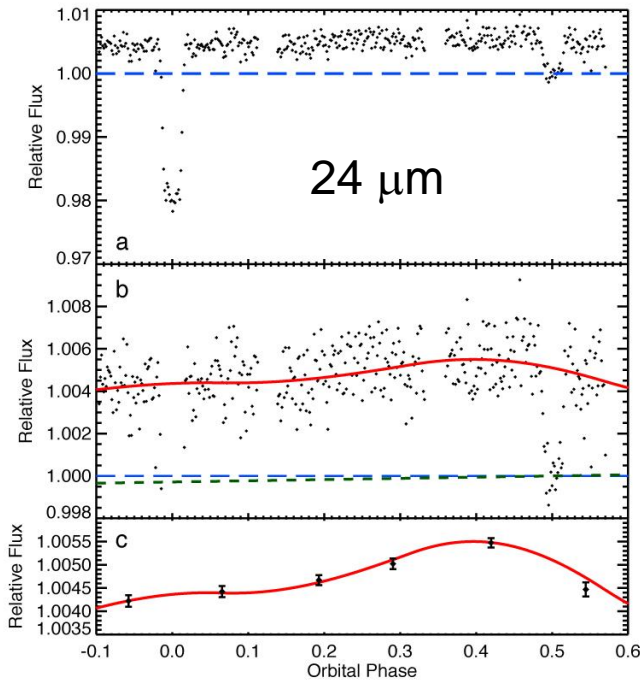 1.01
1.00
0.99
0.98
0.97
Relative Flux
24 μm
a
b
1.008
1.006
1.004
1.002
1.000
0.998
Relative Flux
c
1.0055
1.0050
1.0045
1.0040
1.0035
Relative Flux
-0.1 0.0 0.1 0.2 0.3 0.4 0.5 0.6
Orbital Phase